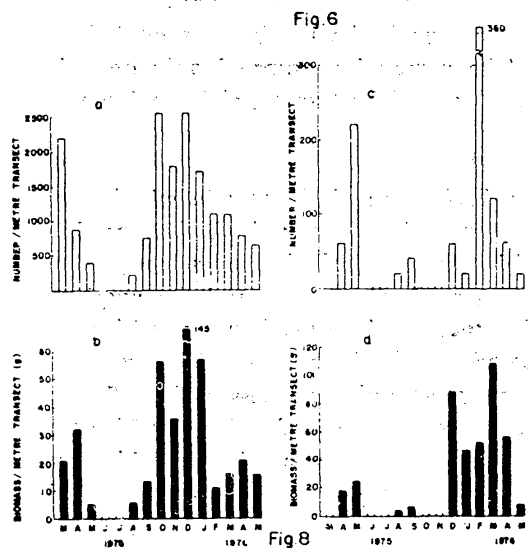 Fig.6
360
a
c
NUMBER / METRE TRANSECT
2500
2000
1500
1000
500
NUMBER / METRE TRANSECT
300
200
100
0
b
145
d
BIOMASS / METRE TRANSECT (g)
60
50
40
30
20
10
0
BIOMASS / METRE TRANSECT (g)
120
100
80
60
40
20
0
M A M J J A S O N D J F M A M
1975
M A M J J A S O N D J F M A M
1975 1976
Fig.8